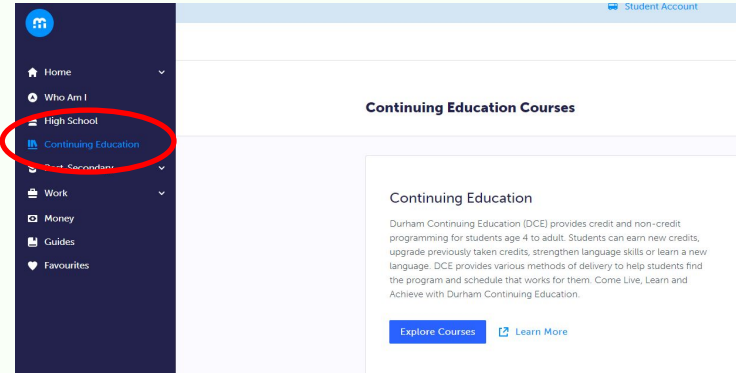 m
Student Account
Home
Who Am I
High School
Continuing Education
Post-Secondary
Work
Money
Guides
Favourites
Continuing Education Courses
Continuing Education
Durham Continuing Education (DCE) provides credit and non-credit
programming for students age 4 to adult. Students can earn new credits,
upgrade previously taken credits, strengthen language skills or learn a new
language. DCE provides various methods of delivery to help students find
the program and schedule that works for them. Come Live, Learn and
Achieve with Durham Continuing Education.
Explore Courses
Learn More